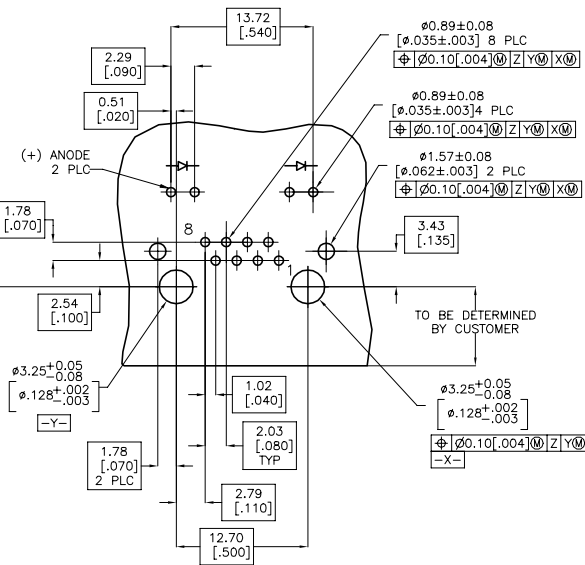 13.72
[.540]
ø0.89±0.08
[ø.035±.003] 8 PLC
⌖ Ø0.10[.004]Ⓜ Z YⓂ XⓂ
2.29
[.090]
0.51
[.020]
ø0.89±0.08
[ø.035±.003]4 PLC
⌖ Ø0.10[.004]Ⓜ Z YⓂ XⓂ
(+) ANODE
2 PLC
ø1.57±0.08
[ø.062±.003] 2 PLC
⌖ Ø0.10[.004]Ⓜ Z YⓂ XⓂ
1.78
[.070]
8
3.43
[.135]
1
2.54
[.100]
TO BE DETERMINED
BY CUSTOMER
ø3.25+0.05
-0.08
[ø.128+.002
-.003]
-Y-
1.02
[.040]
ø3.25+0.05
-0.08
[ø.128+.002
-.003]
⌖ Ø0.10[.004]Ⓜ Z YⓂ
-X-
2.03
[.080]
TYP
1.78
[.070]
2 PLC
2.79
[.110]
12.70
[.500]